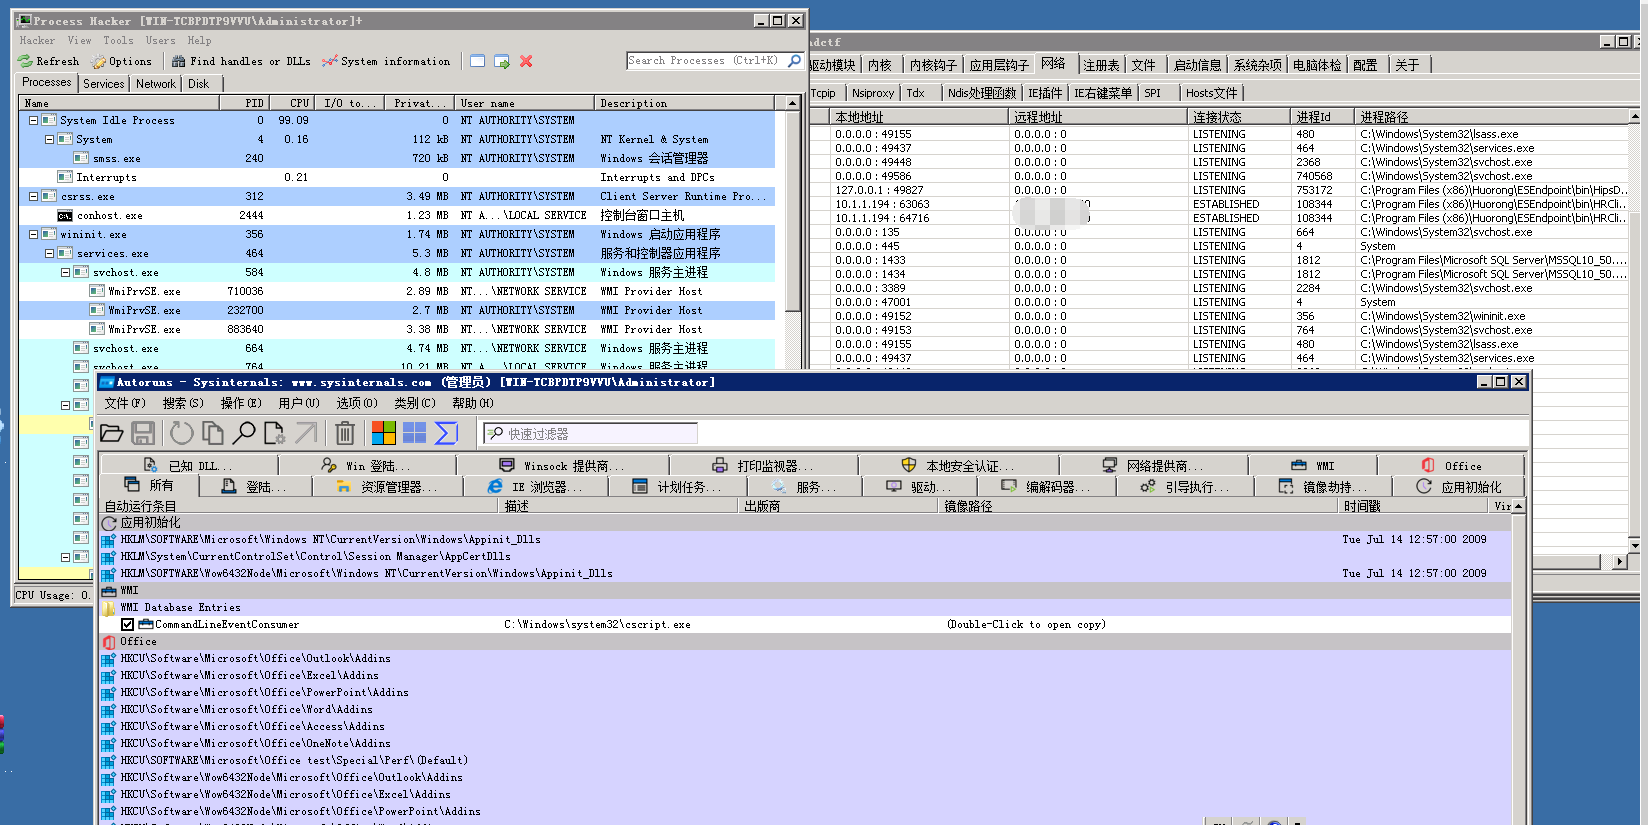 Process Hacker [WIN-TCBPDTP9VVU\Administrator]+
Hacker View Tools Users Help
Refresh Options Find handles or DLLs System information Search Processes (Ctrl+K)
Processes Services Network Disk
Name PID CPU I/O to... Privat... User name Description
System Idle Process 0 99.09 0 NT AUTHORITY\SYSTEM
System 4 0.16 112 kB NT AUTHORITY\SYSTEM NT Kernel & System
smss.exe 240 720 kB NT AUTHORITY\SYSTEM Windows 会话管理器
Interrupts 0.21 0 Interrupts and DPCs
csrss.exe 312 3.49 MB NT AUTHORITY\SYSTEM Client Server Runtime Pro...
conhost.exe 2444 1.23 MB NT A...\LOCAL SERVICE 控制台窗口主机
wininit.exe 356 1.74 MB NT AUTHORITY\SYSTEM Windows 启动应用程序
services.exe 464 5.3 MB NT AUTHORITY\SYSTEM 服务和控制器应用程序
svchost.exe 584 4.8 MB NT AUTHORITY\SYSTEM Windows 服务主进程
WmiPrvSE.exe 710036 2.89 MB NT...\NETWORK SERVICE WMI Provider Host
WmiPrvSE.exe 232700 2.7 MB NT AUTHORITY\SYSTEM WMI Provider Host
WmiPrvSE.exe 883640 3.38 MB NT...\NETWORK SERVICE WMI Provider Host
svchost.exe 664 4.74 MB NT...\NETWORK SERVICE Windows 服务主进程
svchost.exe 764 10.21 MB NT A...\LOCAL SERVICE Windows 服务主进程
CPU Usage: 0.
dctf
驱动模块 内核 内核钩子 应用层钩子 网络 注册表 文件 启动信息 系统杂项 电脑体检 配置 关于
Tcpip Nsiproxy Tdx Ndis处理函数 IE插件 IE右键菜单 SPI Hosts文件
本地地址 远程地址 连接状态 进程Id 进程路径
0.0.0.0 : 49155 0.0.0.0 : 0 LISTENING 480 C:\Windows\System32\lsass.exe
0.0.0.0 : 49437 0.0.0.0 : 0 LISTENING 464 C:\Windows\System32\services.exe
0.0.0.0 : 49448 0.0.0.0 : 0 LISTENING 2368 C:\Windows\System32\svchost.exe
0.0.0.0 : 49586 0.0.0.0 : 0 LISTENING 740568 C:\Windows\System32\svchost.exe
127.0.0.1 : 49827 0.0.0.0 : 0 LISTENING 753172 C:\Program Files (x86)\Huorong\ESEndpoint\bin\HipsD...
10.1.1.194 : 63063 ESTABLISHED 108344 C:\Program Files (x86)\Huorong\ESEndpoint\bin\HRCli...
10.1.1.194 : 64716 ESTABLISHED 108344 C:\Program Files (x86)\Huorong\ESEndpoint\bin\HRCli...
0.0.0.0 : 135 0.0.0.0 : 0 LISTENING 664 C:\Windows\System32\svchost.exe
0.0.0.0 : 445 0.0.0.0 : 0 LISTENING 4 System
0.0.0.0 : 1433 0.0.0.0 : 0 LISTENING 1812 C:\Program Files\Microsoft SQL Server\MSSQL10_50....
0.0.0.0 : 1434 0.0.0.0 : 0 LISTENING 1812 C:\Program Files\Microsoft SQL Server\MSSQL10_50....
0.0.0.0 : 3389 0.0.0.0 : 0 LISTENING 2284 C:\Windows\System32\svchost.exe
0.0.0.0 : 47001 0.0.0.0 : 0 LISTENING 4 System
0.0.0.0 : 49152 0.0.0.0 : 0 LISTENING 356 C:\Windows\System32\wininit.exe
0.0.0.0 : 49153 0.0.0.0 : 0 LISTENING 764 C:\Windows\System32\svchost.exe
0.0.0.0 : 49155 0.0.0.0 : 0 LISTENING 480 C:\Windows\System32\lsass.exe
0.0.0.0 : 49437 0.0.0.0 : 0 LISTENING 464 C:\Windows\System32\services.exe
Autoruns - Sysinternals: www.sysinternals.com (管理员) [WIN-TCBPDTP9VVU\Administrator]
文件(F) 搜索(S) 操作(E) 用户(U) 选项(O) 类别(C) 帮助(H)
快速过滤器
已知 DLL... Win 登陆... Winsock 提供商... 打印监视器... 本地安全认证... 网络提供商... WMI Office
所有 登陆... 资源管理器... IE 浏览器... 计划任务... 服务... 驱动... 编解码器... 引导执行... 镜像劫持... 应用初始化
自动运行条目 描述 出版商 镜像路径 时间戳 Vir
应用初始化
HKLM\SOFTWARE\Microsoft\Windows NT\CurrentVersion\Windows\Appinit_Dlls Tue Jul 14 12:57:00 2009
HKLM\System\CurrentControlSet\Control\Session Manager\AppCertDlls
HKLM\SOFTWARE\Wow6432Node\Microsoft\Windows NT\CurrentVersion\Windows\Appinit_Dlls Tue Jul 14 12:57:00 2009
WMI
WMI Database Entries
CommandLineEventConsumer C:\Windows\system32\cscript.exe (Double-Click to open copy)
Office
HKCU\Software\Microsoft\Office\Outlook\Addins
HKCU\Software\Microsoft\Office\Excel\Addins
HKCU\Software\Microsoft\Office\PowerPoint\Addins
HKCU\Software\Microsoft\Office\Word\Addins
HKCU\Software\Microsoft\Office\Access\Addins
HKCU\Software\Microsoft\Office\OneNote\Addins
HKCU\SOFTWARE\Microsoft\Office test\Special\Perf\(Default)
HKCU\Software\Wow6432Node\Microsoft\Office\Outlook\Addins
HKCU\Software\Wow6432Node\Microsoft\Office\Excel\Addins
HKCU\Software\Wow6432Node\Microsoft\Office\PowerPoint\Addins